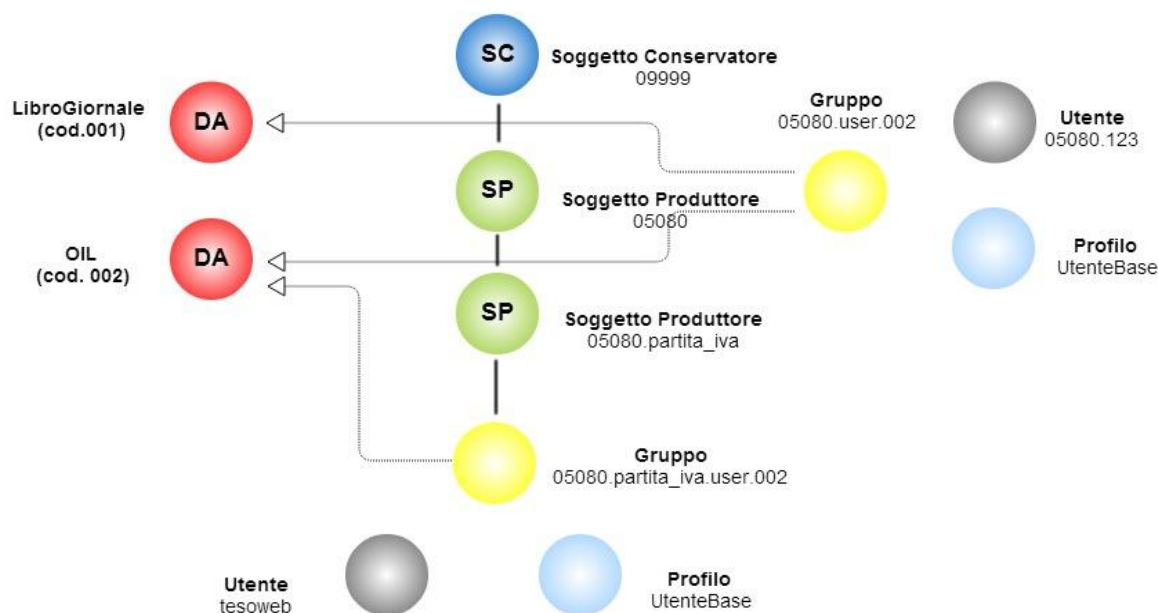 SC
Soggetto Conservatore
09999
LibroGiornale
(cod.001)
DA
Gruppo
05080.user.002
Utente
05080.123
SP
Soggetto Produttore
05080
OIL
(cod. 002)
DA
Profilo
UtenteBase
SP
Soggetto Produttore
05080.partita_iva
Gruppo
05080.partita_iva.user.002
Utente
tesoweb
Profilo
UtenteBase